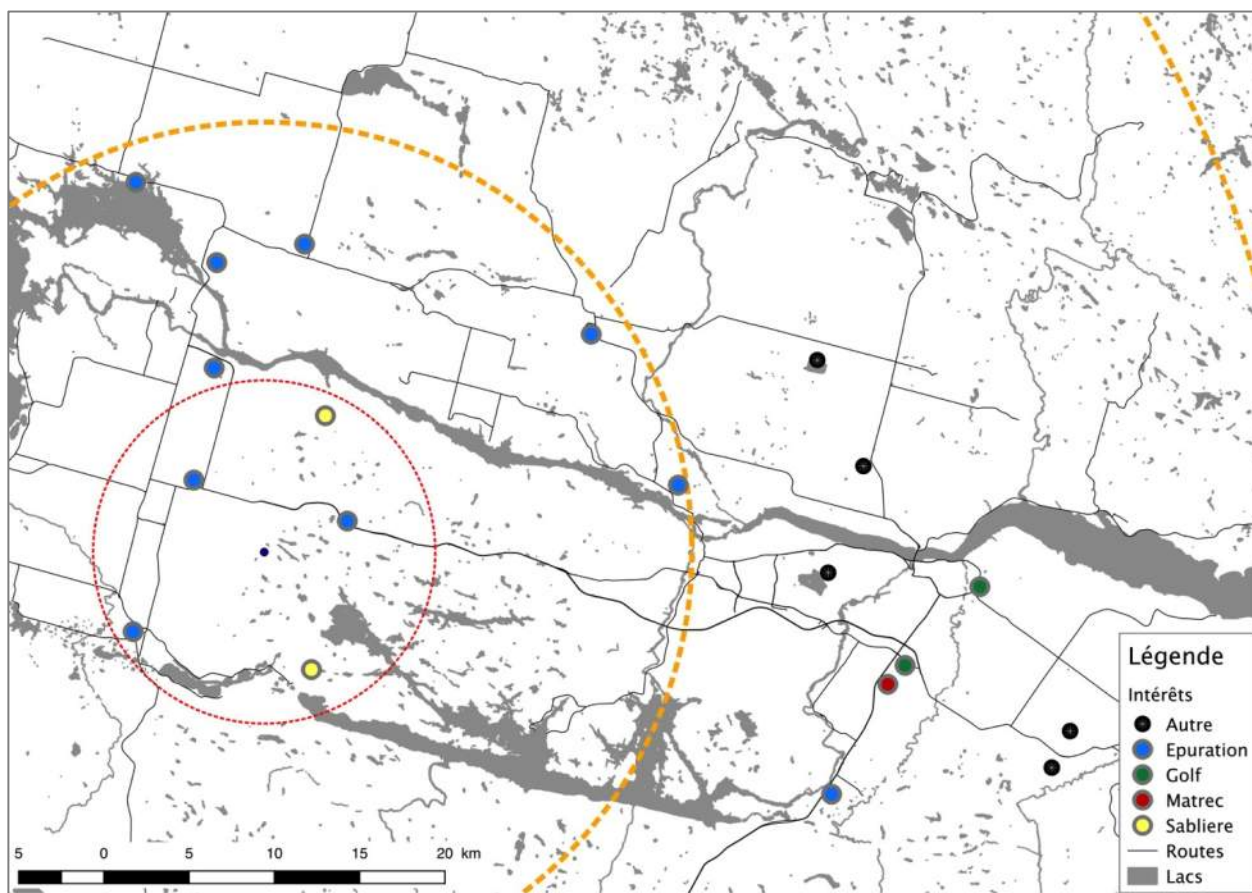 Légende
Intérêts
Autre
Epuration
Golf
Matrec
Sabliere
Routes
Lacs
5 0 5 10 15 20 km